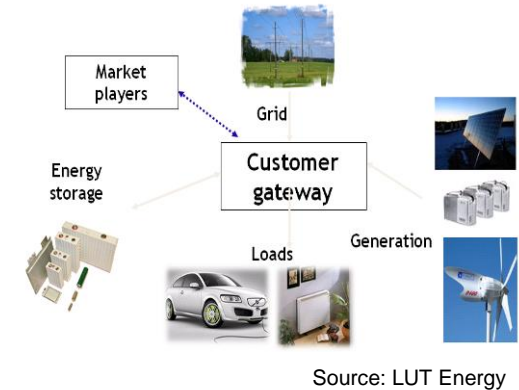 Market
players
Grid
Customer
gateway
Energy
storage
Loads
Generation
Source: LUT Energy